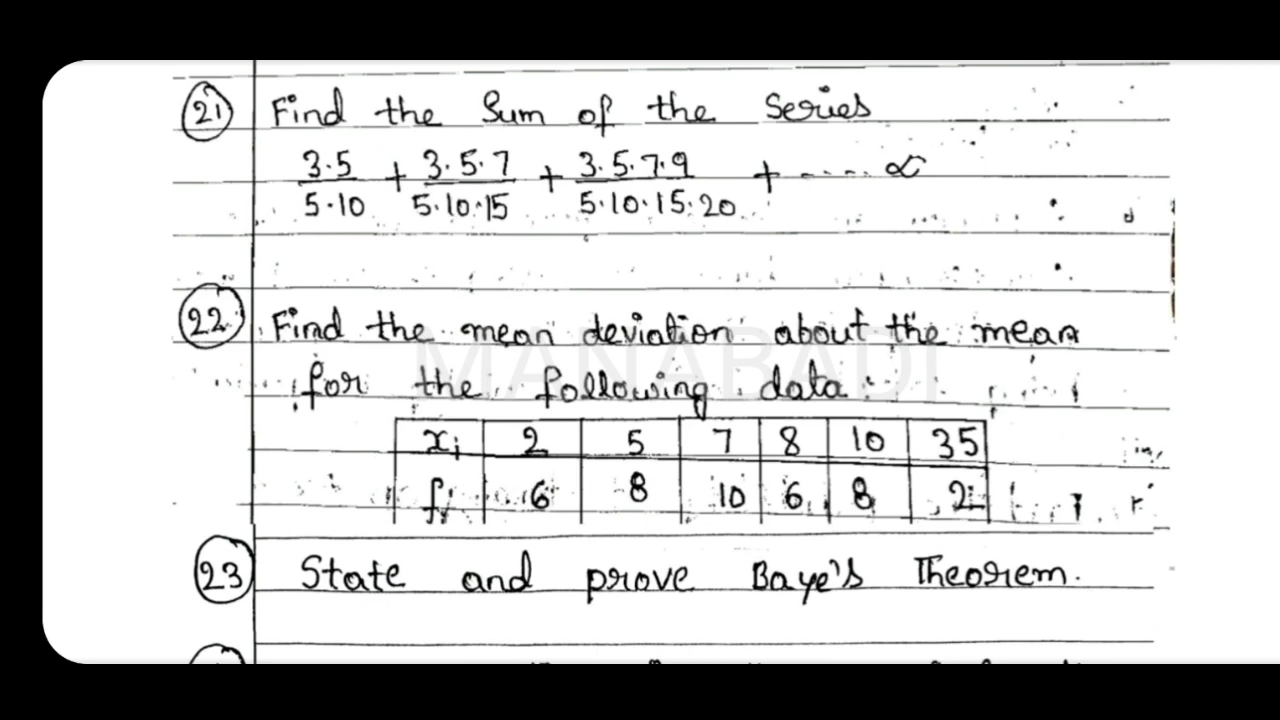 21 Find the Sum of the Series
3.5/5.10 + 3.5.7/5.10.15 + 3.5.7.9/5.10.15.20 + ..... ∝
22 Find the mean deviation about the mean
for the following data:
xi 2 5 7 8 10 35
fi 6 8 10 6 8 2
23 State and prove Baye's Theorem.
MANABADI